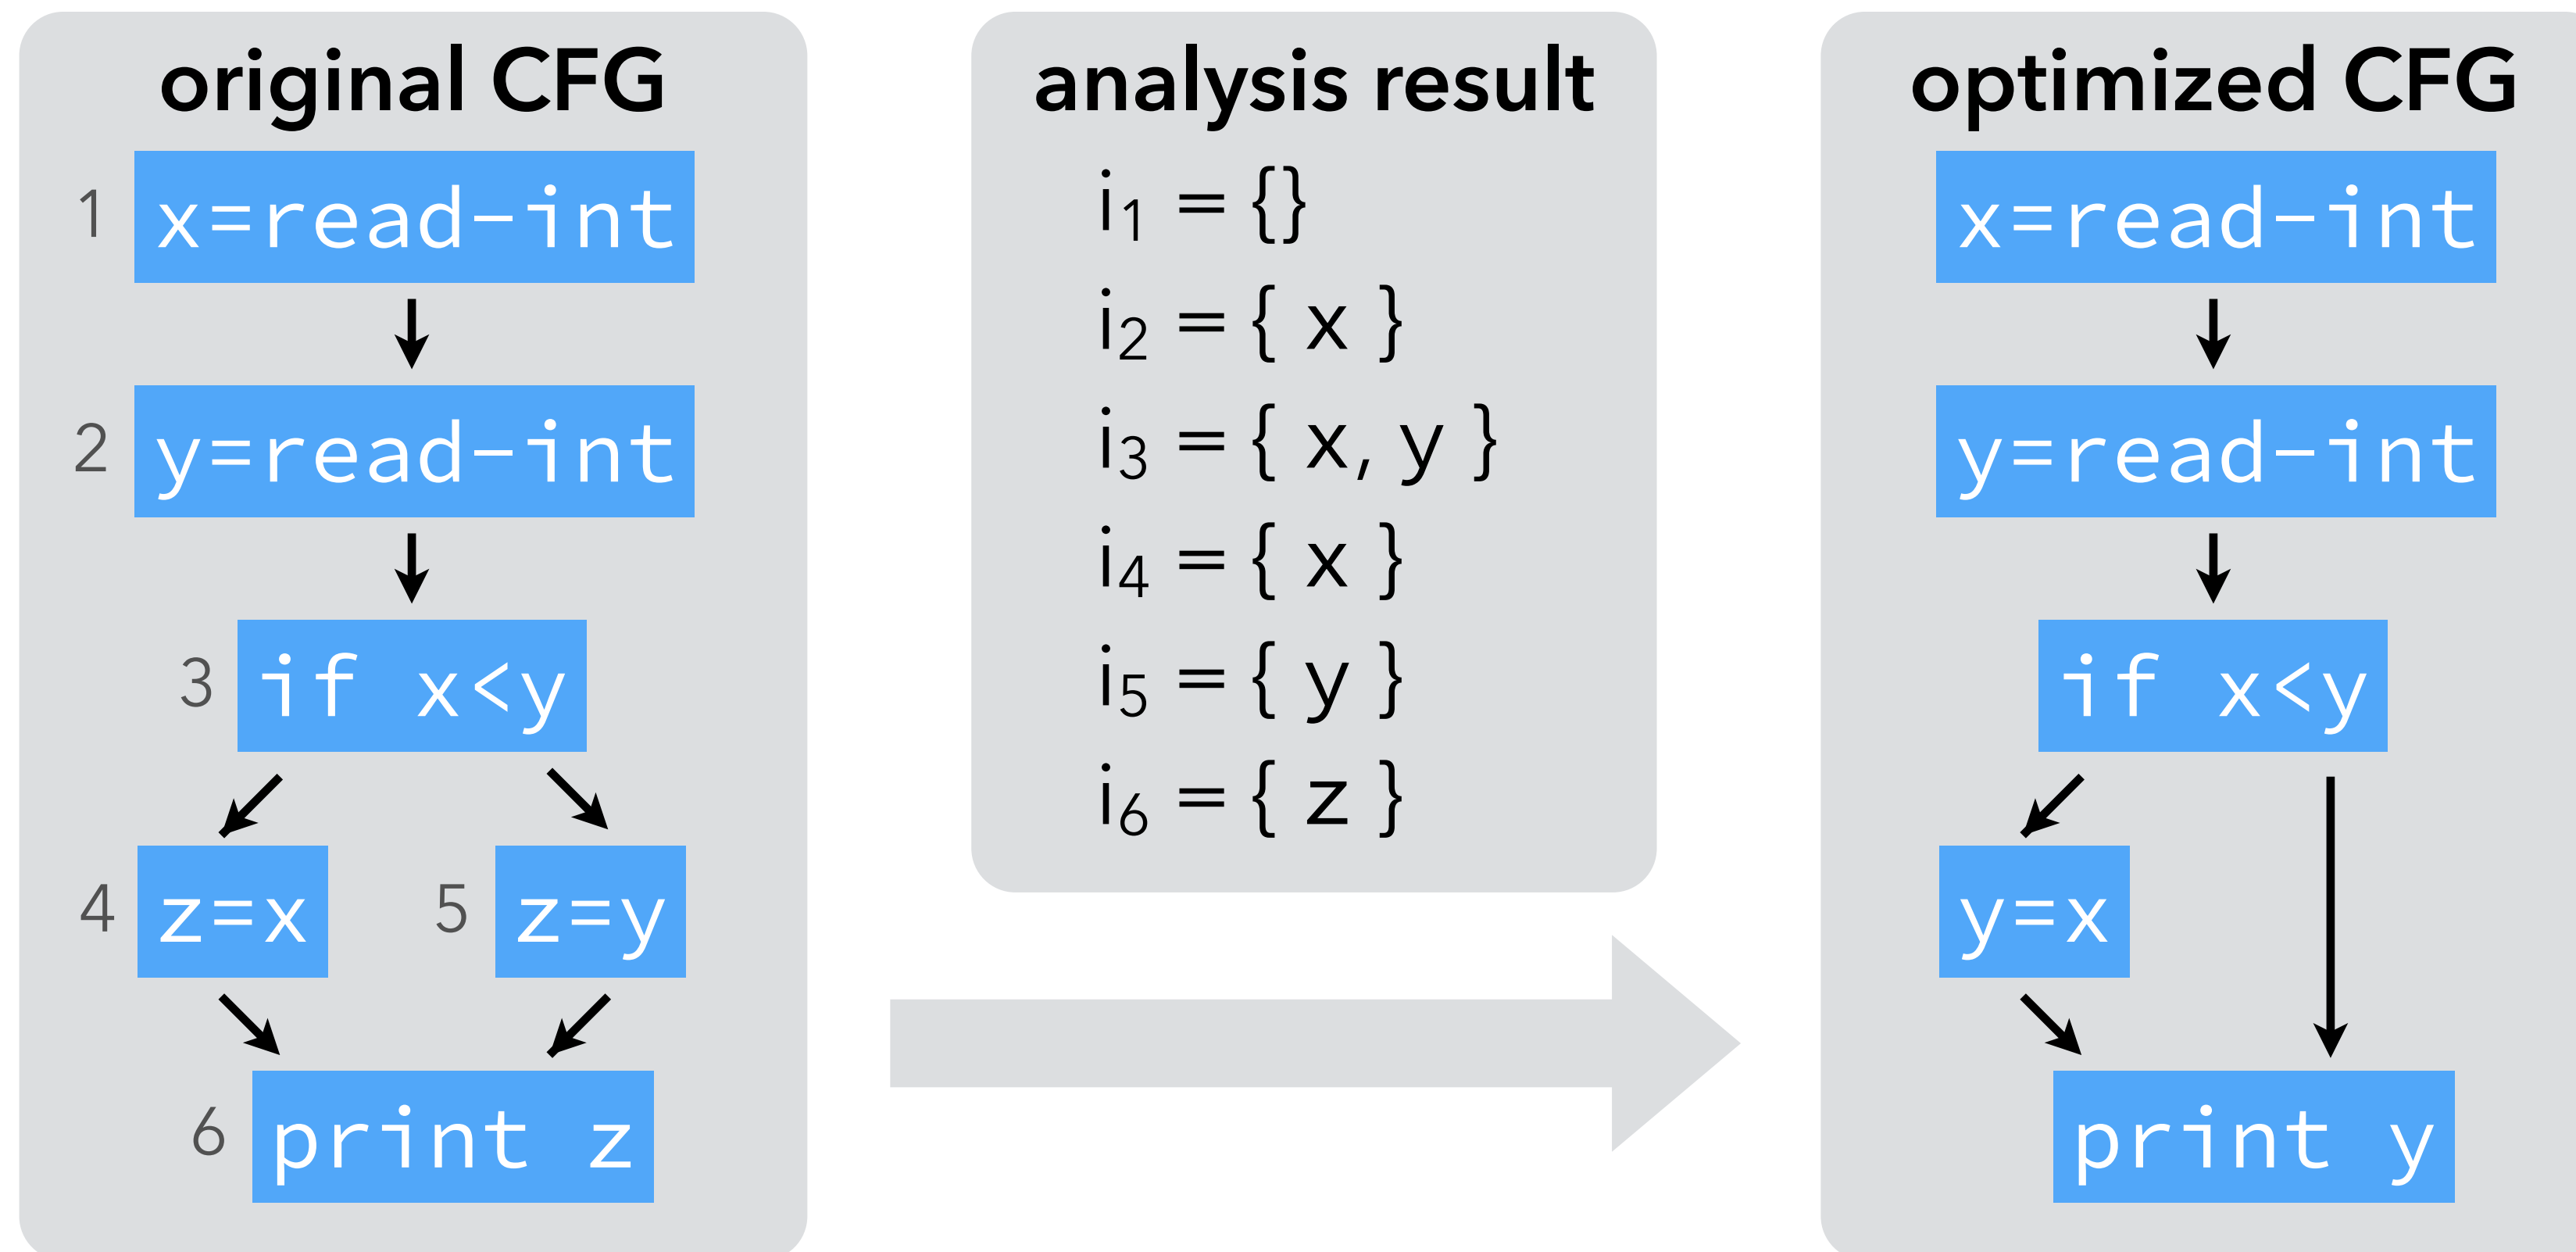 original CFG
1 x=read-int
2 y=read-int
3 if x<y
4 z=x 5 z=y
6 print z
analysis result
i₁ = {}
i₂ = { x }
i₃ = { x, y }
i₄ = { x }
i₅ = { y }
i₆ = { z }
optimized CFG
x=read-int
y=read-int
if x<y
y=x
print y